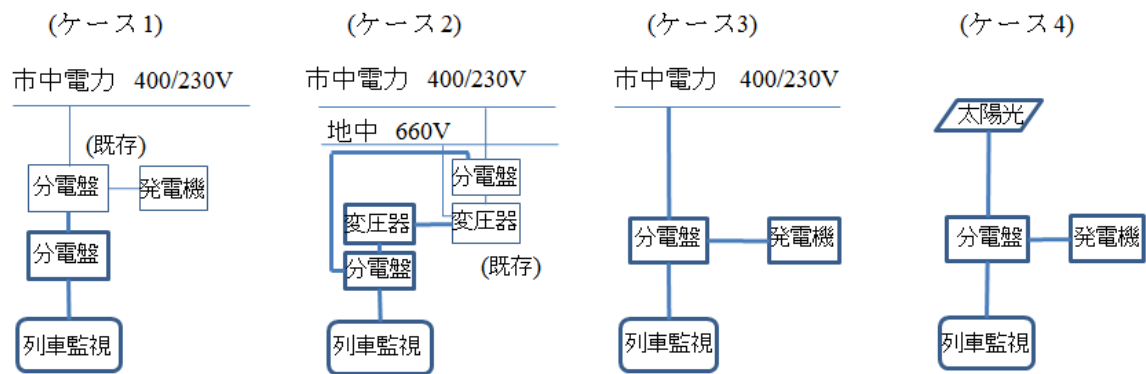 (ケース1)
市中電力 400/230V
(既存)
分電盤
発電機
分電盤
列車監視
(ケース2)
市中電力 400/230V
地中 660V
分電盤
変圧器
変圧器
分電盤
(既存)
列車監視
(ケース3)
市中電力 400/230V
分電盤
発電機
列車監視
(ケース4)
太陽光
分電盤
発電機
列車監視